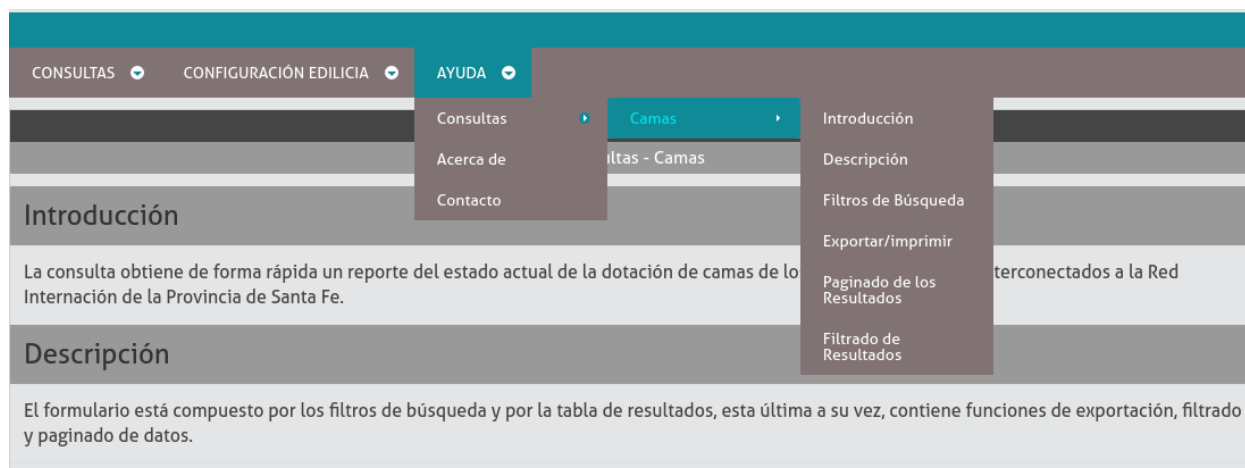 CONSULTAS CONFIGURACIÓN EDILICIA AYUDA
Consultas
Acerca de
Contacto
Camas
Introducción
Descripción
Filtros de Búsqueda
Exportar/imprimir
Paginado de los
Resultados
Filtrado de
Resultados
ltas - Camas
Introducción
La consulta obtiene de forma rápida un reporte del estado actual de la dotación de camas de lo terconectados a la Red
Internación de la Provincia de Santa Fe.
Descripción
El formulario está compuesto por los filtros de búsqueda y por la tabla de resultados, esta última a su vez, contiene funciones de exportación, filtrado
y paginado de datos.